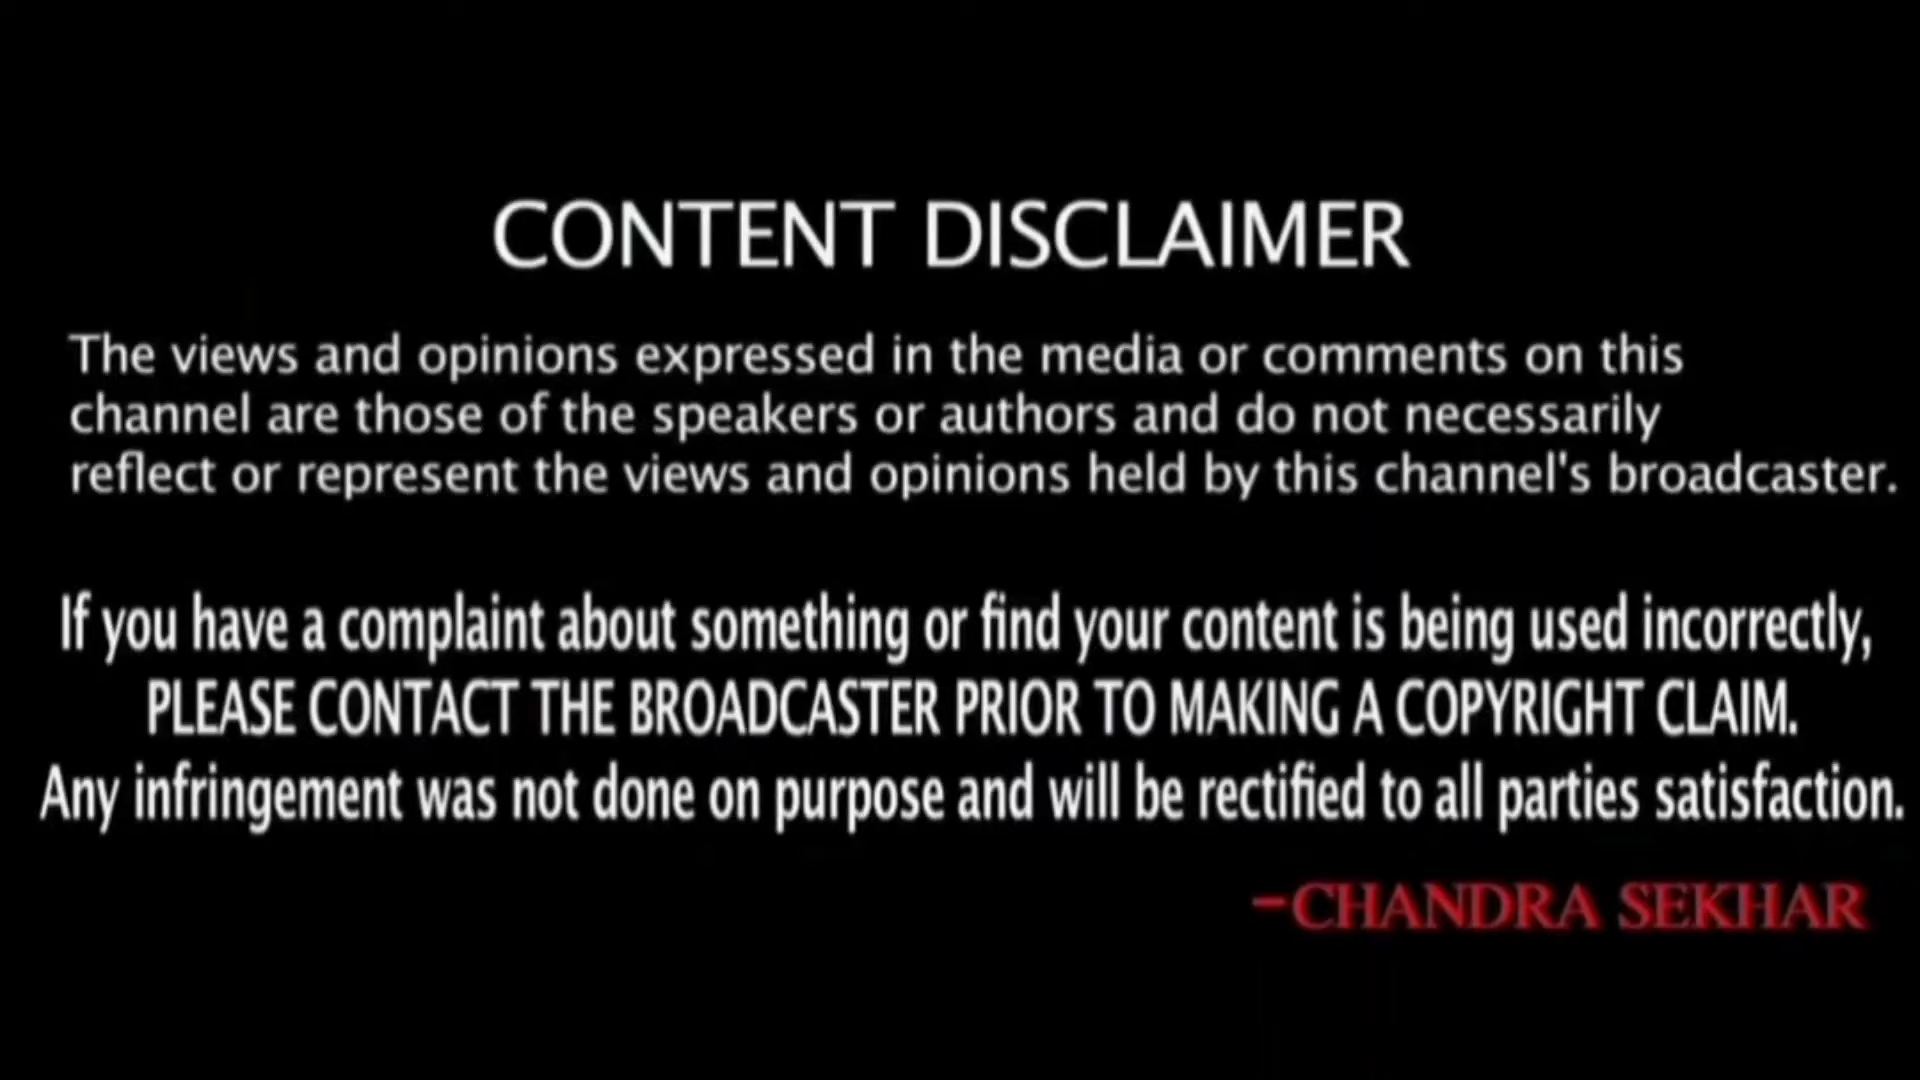 CONTENT DISCLAIMER
The views and opinions expressed in the media or comments on this
channel are those of the speakers or authors and do not necessarily
reflect or represent the views and opinions held by this channel's broadcaster.
If you have a complaint about something or find your content is being used incorrectly,
PLEASE CONTACT THE BROADCASTER PRIOR TO MAKING A COPYRIGHT CLAIM.
Any infringement was not done on purpose and will be rectified to all parties satisfaction.
-CHANDRA SEKHAR